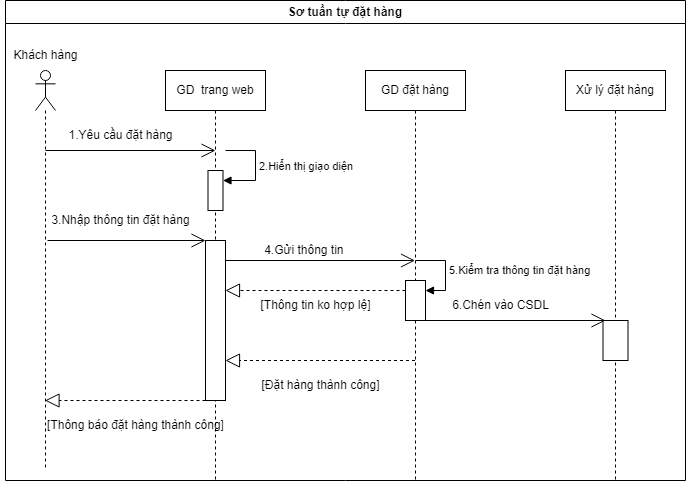 Sơ tuần tự đặt hàng
Khách hàng
GD trang web
GD đặt hàng
Xử lý đặt hàng
1.Yêu cầu đặt hàng
2.Hiển thị giao diện
3.Nhập thông tin đặt hàng
4.Gửi thông tin
5.Kiểm tra thông tin đặt hàng
[Thông tin ko hợp lệ]
6.Chén vào CSDL
[Đặt hàng thành công]
[Thông báo đặt hàng thành công]